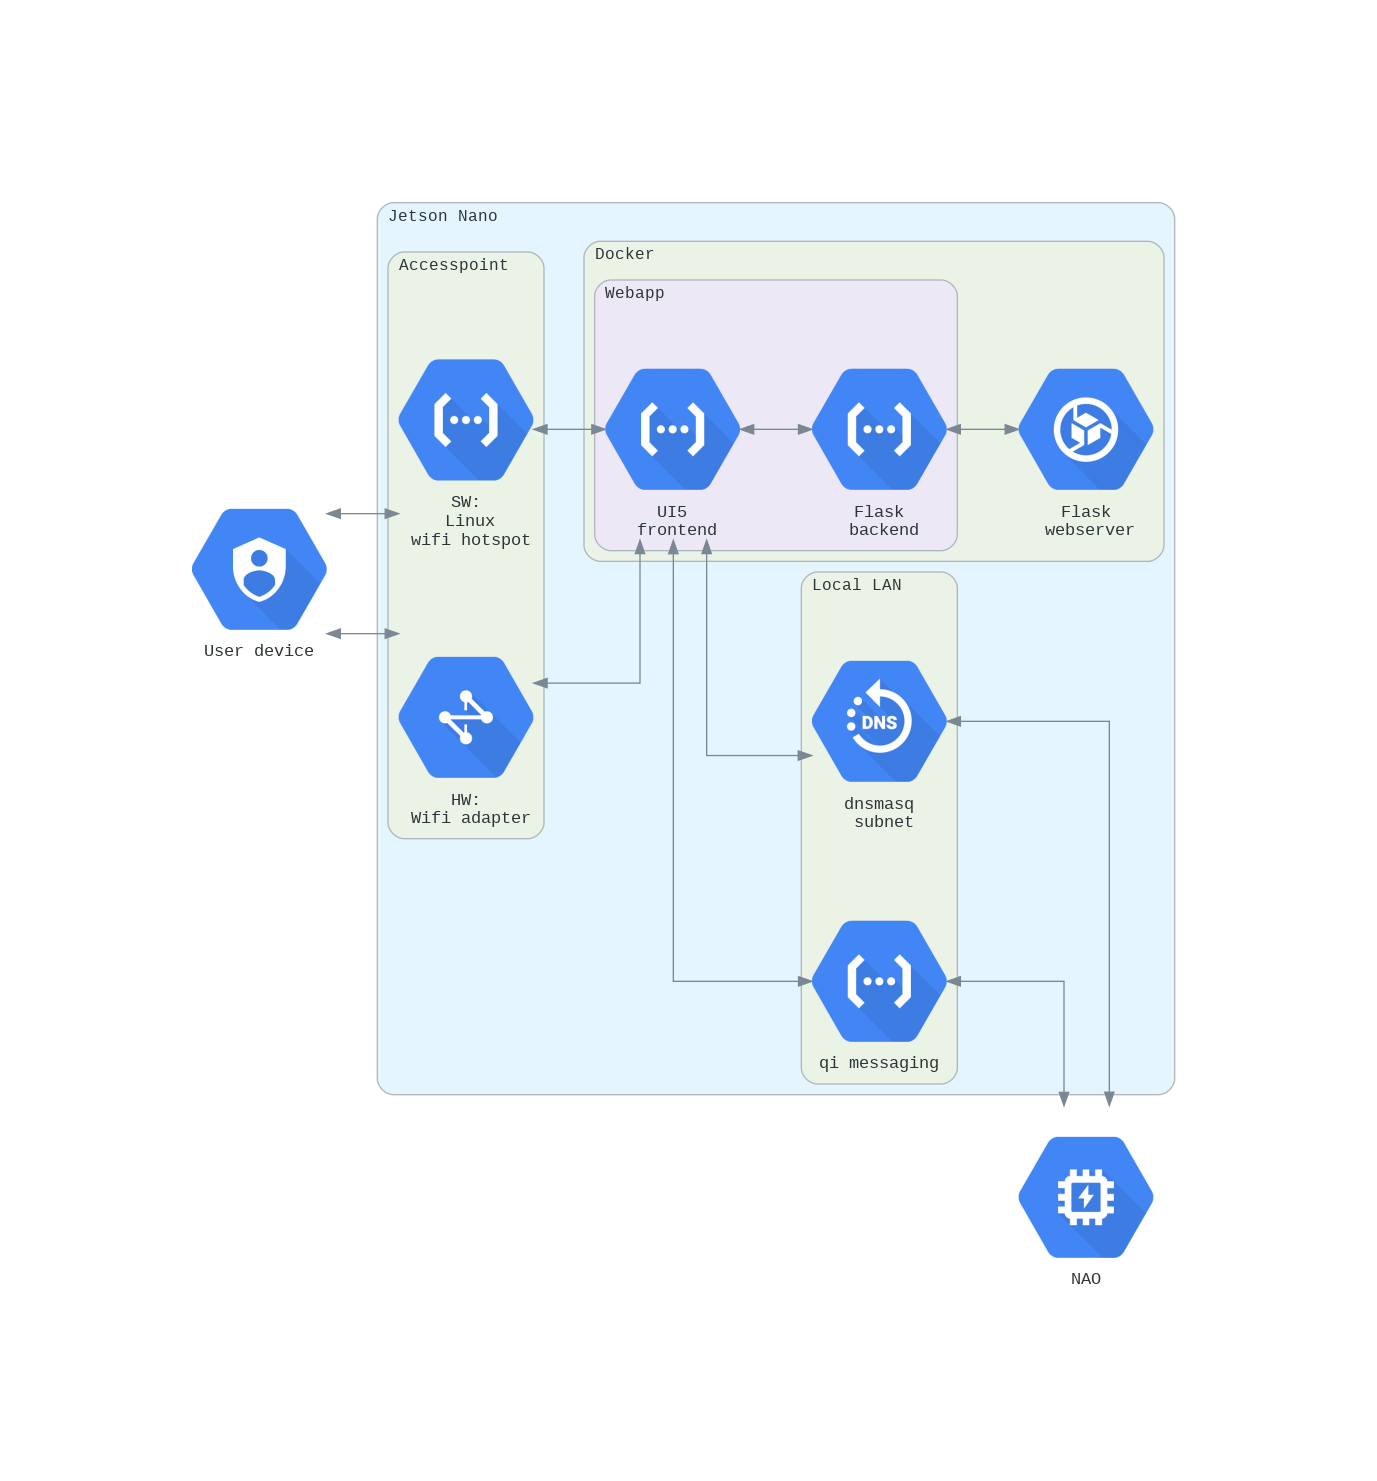 Jetson Nano
Accesspoint
Docker
Webapp
SW:
Linux
wifi hotspot
UI5
frontend
Flask
backend
Flask
webserver
User device
HW:
Wifi adapter
Local LAN
DNS
dnsmasq
subnet
qi messaging
NAO